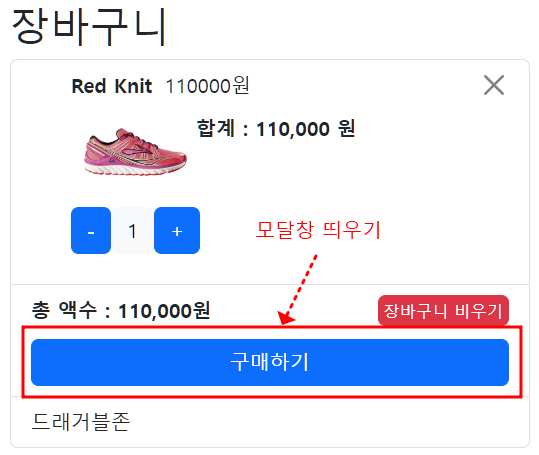 장바구니
Red Knit 110000원
합계 : 110,000 원
- 1 +
모달창 띄우기
총 액수 : 110,000원
장바구니 비우기
구매하기
드래거블존